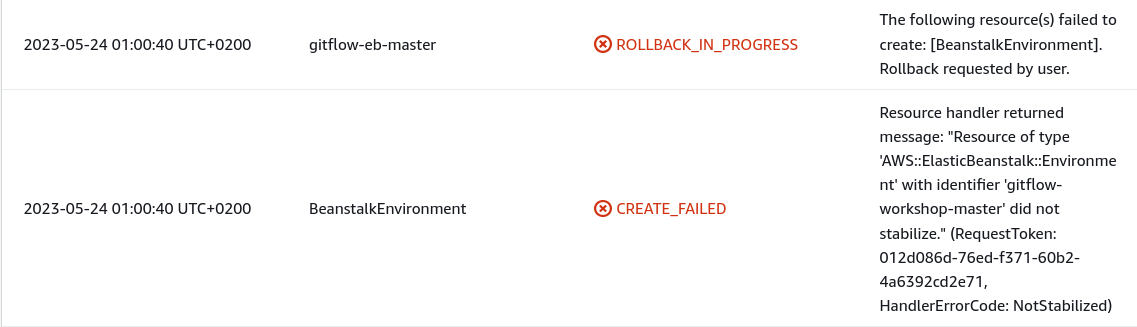 The following resource(s) failed to
2023-05-24 01:00:40 UTC+0200 gitflow-eb-master ROLLBACK_IN_PROGRESS create: [BeanstalkEnvironment].
Rollback requested by user.
Resource handler returned
message: "Resource of type
'AWS::ElasticBeanstalk::Environme
nt' with identifier 'gitflow-
2023-05-24 01:00:40 UTC+0200 BeanstalkEnvironment CREATE_FAILED workshop-master' did not
stabilize." (RequestToken:
012d086d-76ed-f371-60b2-
4a6392cd2e71,
HandlerErrorCode: NotStabilized)